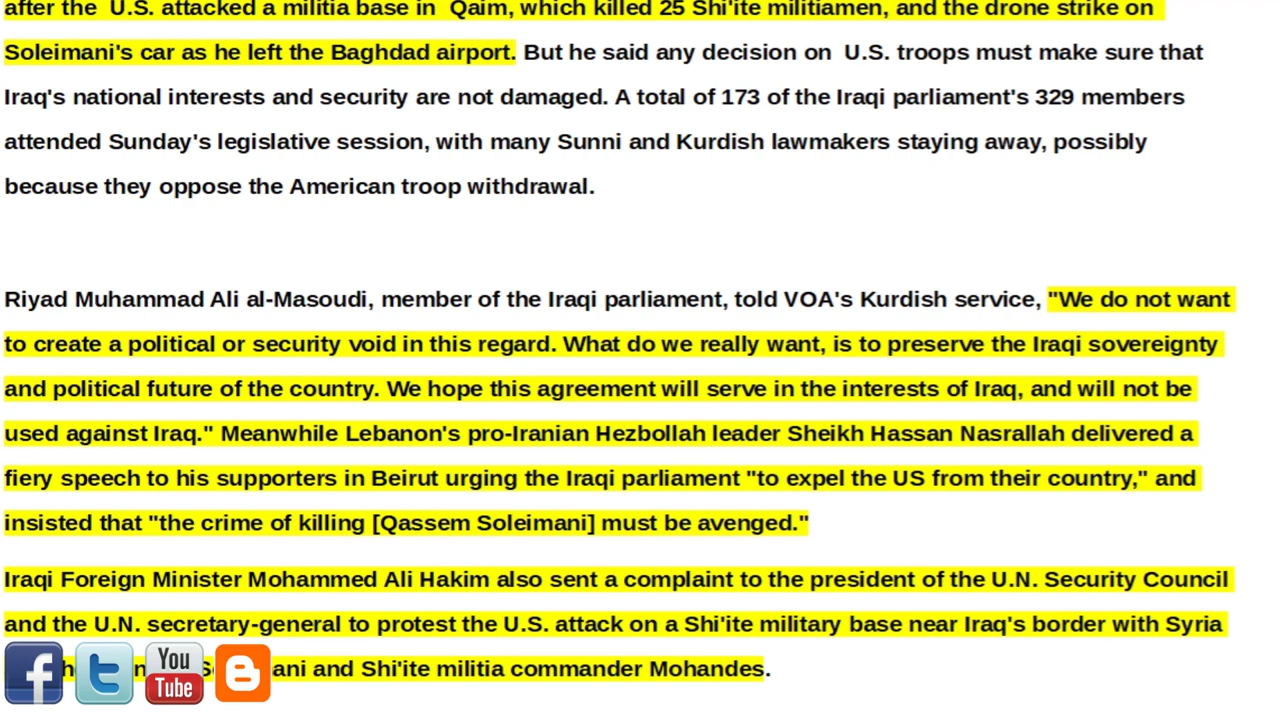 after the U.S. attacked a militia base in Qaim, which killed 25 Shi'ite militiamen, and the drone strike on
Soleimani's car as he left the Baghdad airport. But he said any decision on U.S. troops must make sure that
Iraq's national interests and security are not damaged. A total of 173 of the Iraqi parliament's 329 members
attended Sunday's legislative session, with many Sunni and Kurdish lawmakers staying away, possibly
because they oppose the American troop withdrawal.
Riyad Muhammad Ali al-Masoudi, member of the Iraqi parliament, told VOA's Kurdish service, "We do not want
to create a political or security void in this regard. What do we really want, is to preserve the Iraqi sovereignty
and political future of the country. We hope this agreement will serve in the interests of Iraq, and will not be
used against Iraq." Meanwhile Lebanon's pro-Iranian Hezbollah leader Sheikh Hassan Nasrallah delivered a
fiery speech to his supporters in Beirut urging the Iraqi parliament "to expel the US from their country," and
insisted that "the crime of killing [Qassem Soleimani] must be avenged."
Iraqi Foreign Minister Mohammed Ali Hakim also sent a complaint to the president of the U.N. Security Council
and the U.N. secretary-general to protest the U.S. attack on a Shi'ite military base near Iraq's border with Syria
and Shi'ite militia commander Mohandes.
You
Tube